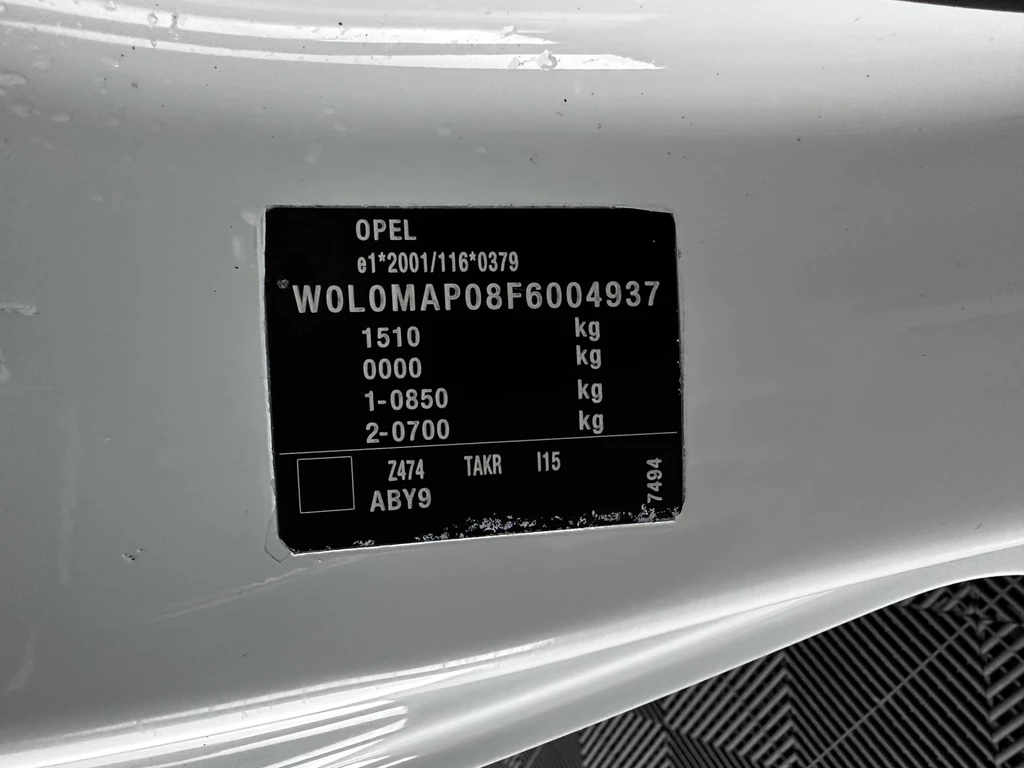 OPEL
e1*2001/116*0379
W0L0MAP08F6004937
1510 kg
0000 kg
1-0850 kg
2-0700 kg
Z474 TAKR I15
ABY9
7494